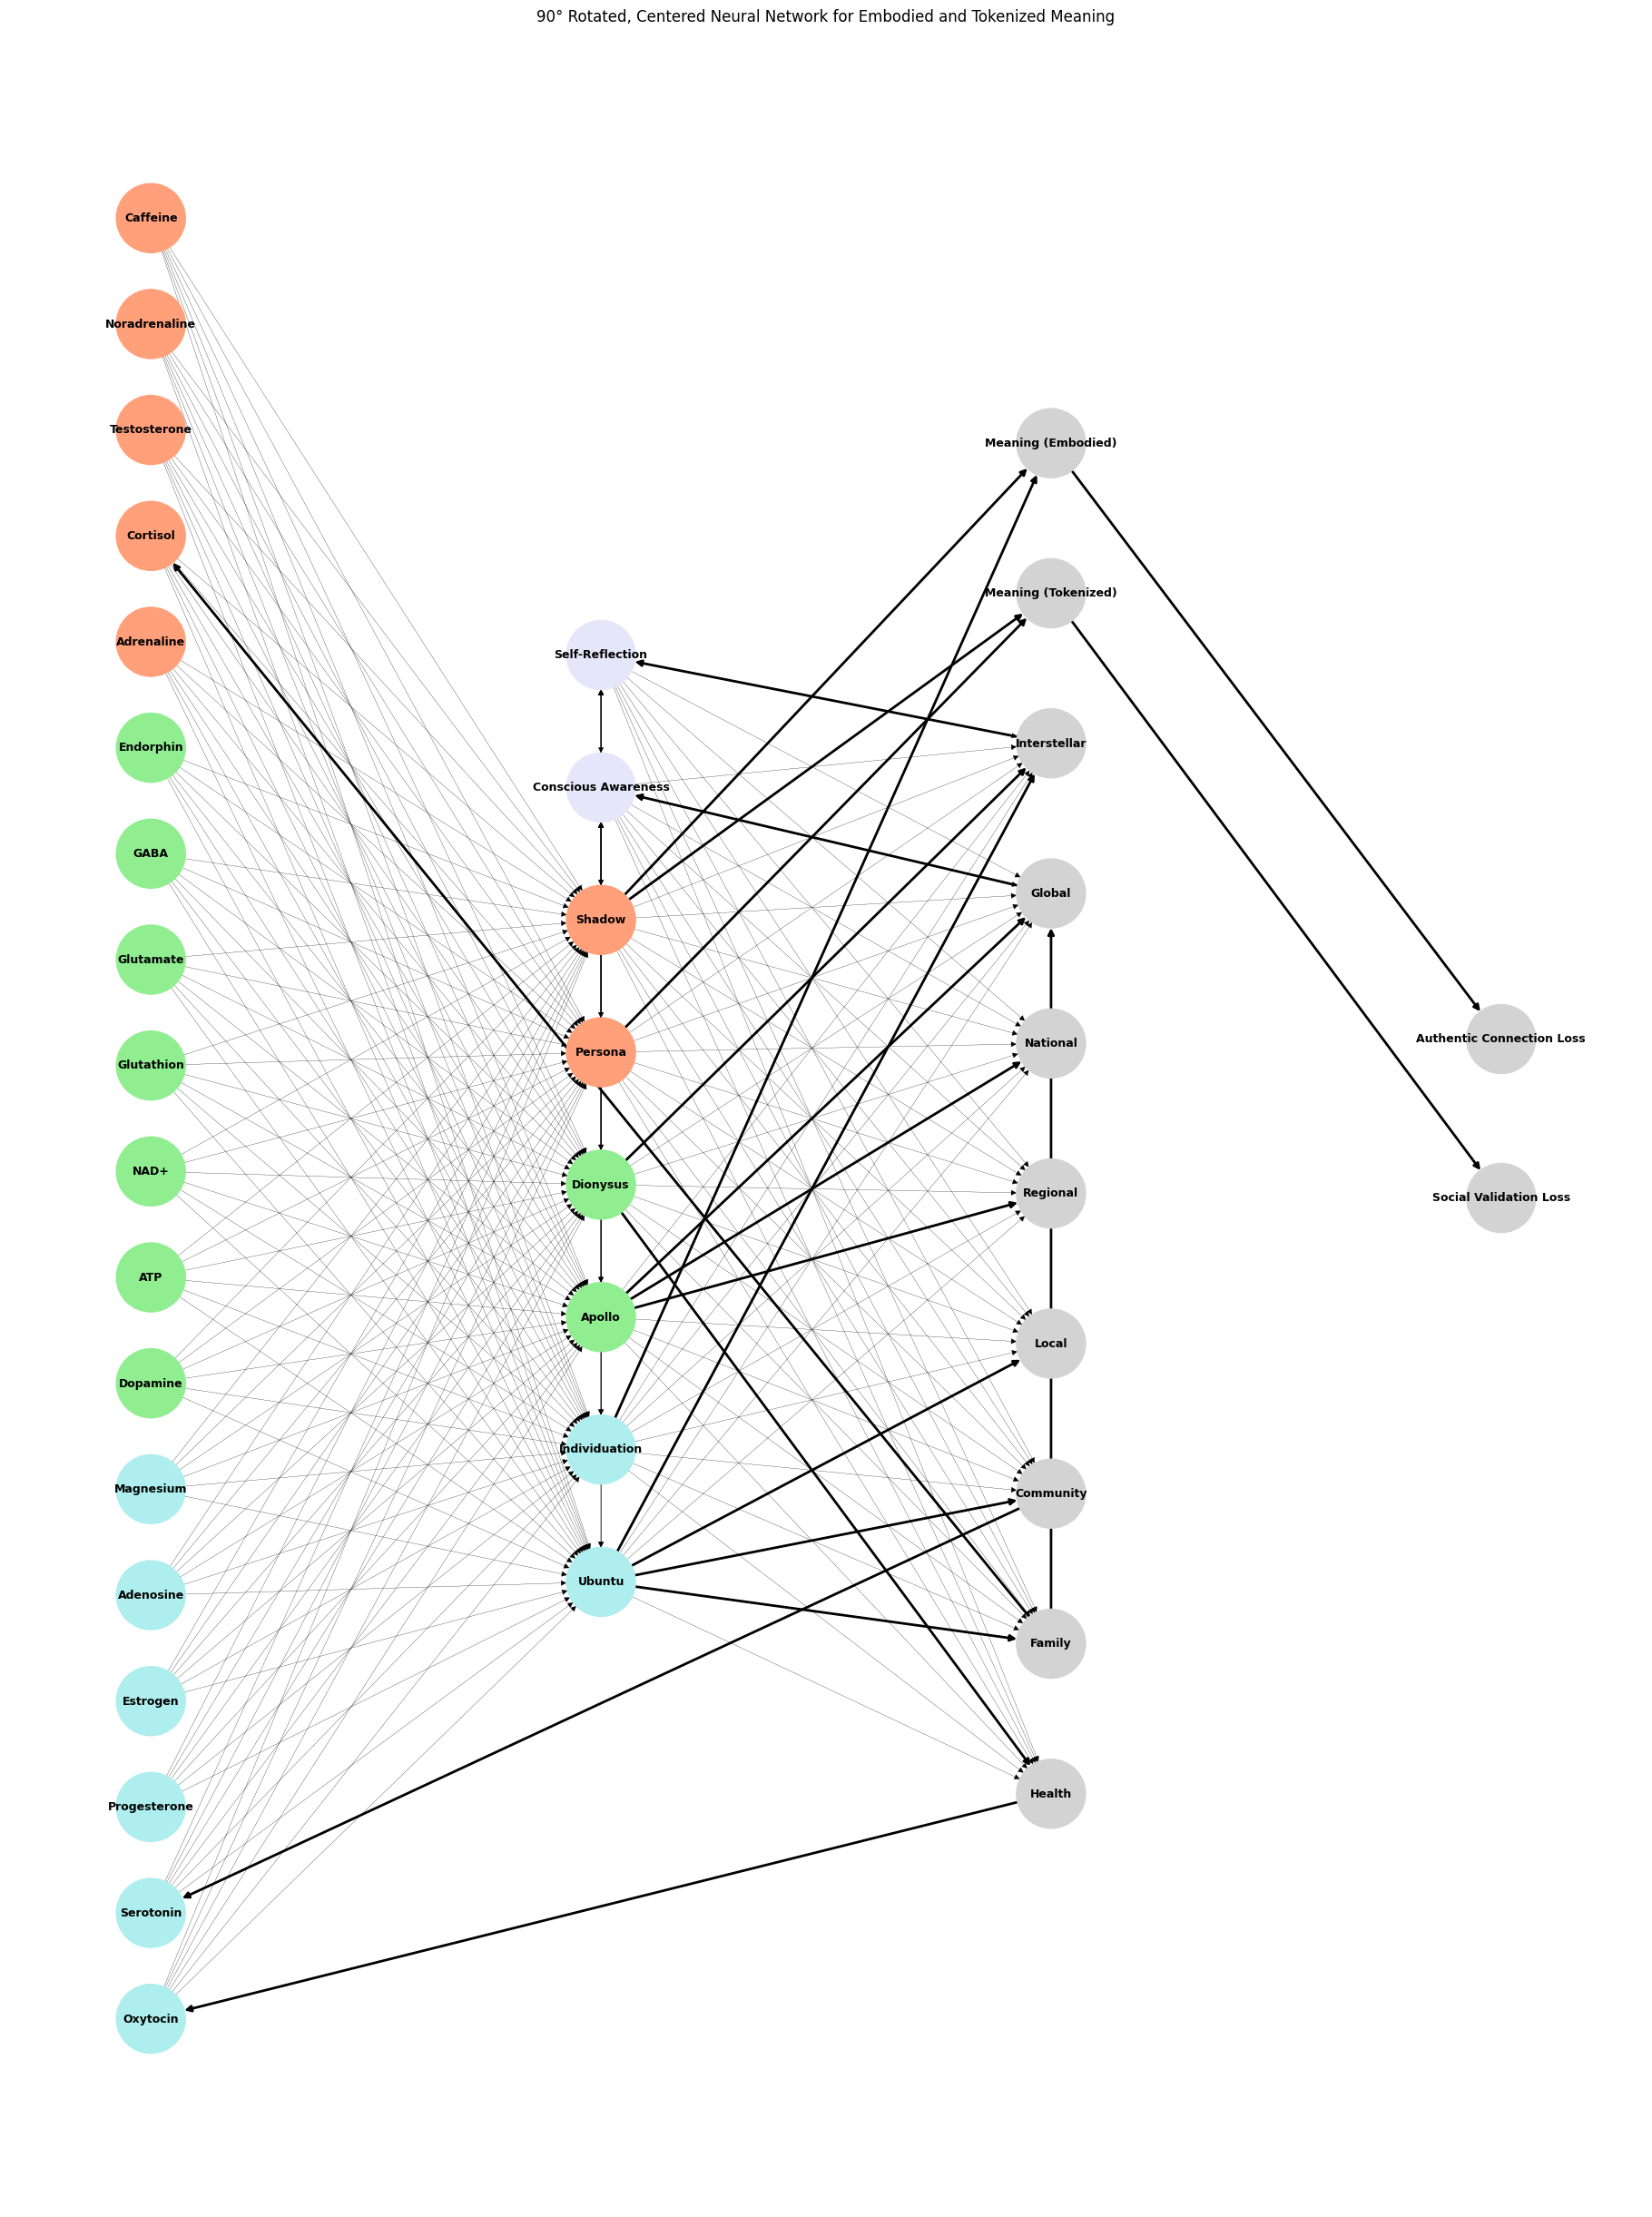 90° Rotated, Centered Neural Network for Embodied and Tokenized Meaning
Caffeine
Noradrenaline
Testosterone
Cortisol
Adrenaline
Endorphin
GABA
Glutamate
Glutathion
NAD+
ATP
Dopamine
Magnesium
Adenosine
Estrogen
Progesterone
Serotonin
Oxytocin
Self-Reflection
Conscious Awareness
Shadow
Persona
Dionysus
Apollo
Individuation
Ubuntu
Meaning (Embodied)
Meaning (Tokenized)
Interstellar
Global
National
Regional
Local
Community
Family
Health
Authentic Connection Loss
Social Validation Loss